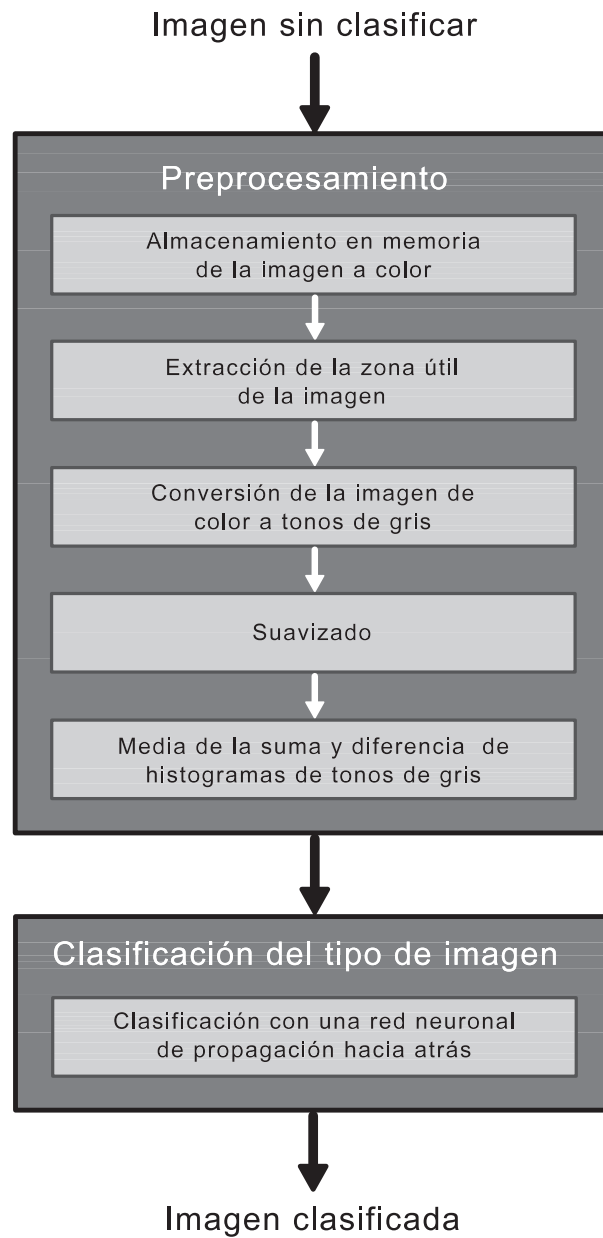 Imagen sin clasificar
Preprocesamiento
Almacenamiento en memoria
de la imagen a color
Extracción de la zona útil
de la imagen
Conversión de la imagen de
color a tonos de gris
Suavizado
Media de la suma y diferencia de
histogramas de tonos de gris
Clasificación del tipo de imagen
Clasificación con una red neuronal
de propagación hacia atrás
Imagen clasificada